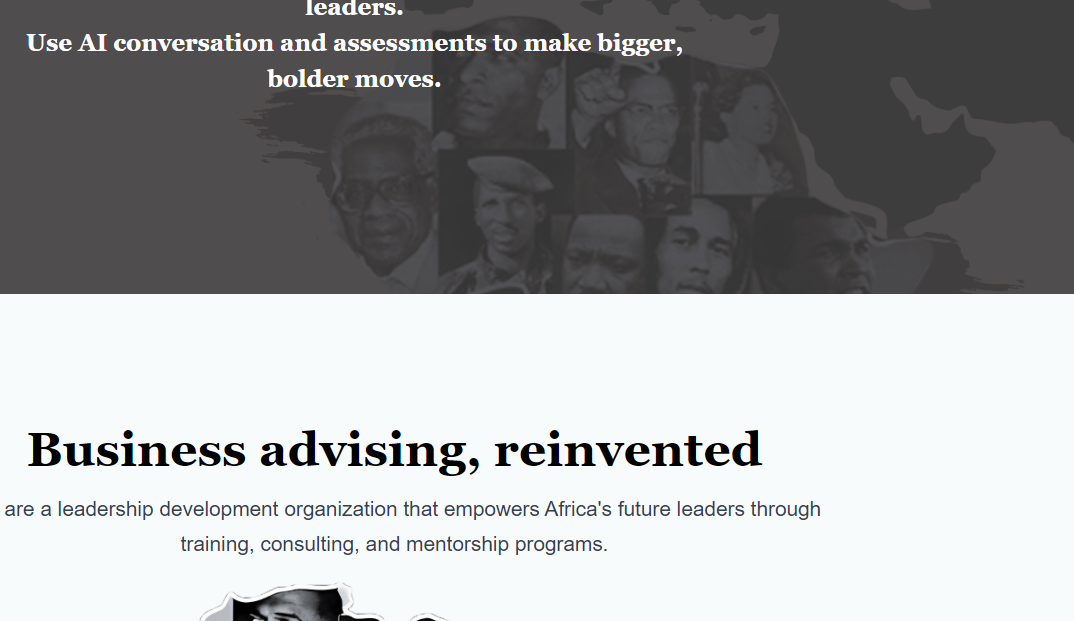 leaders.
Use AI conversation and assessments to make bigger,
bolder moves.
Business advising, reinvented
are a leadership development organization that empowers Africa's future leaders through
training, consulting, and mentorship programs.